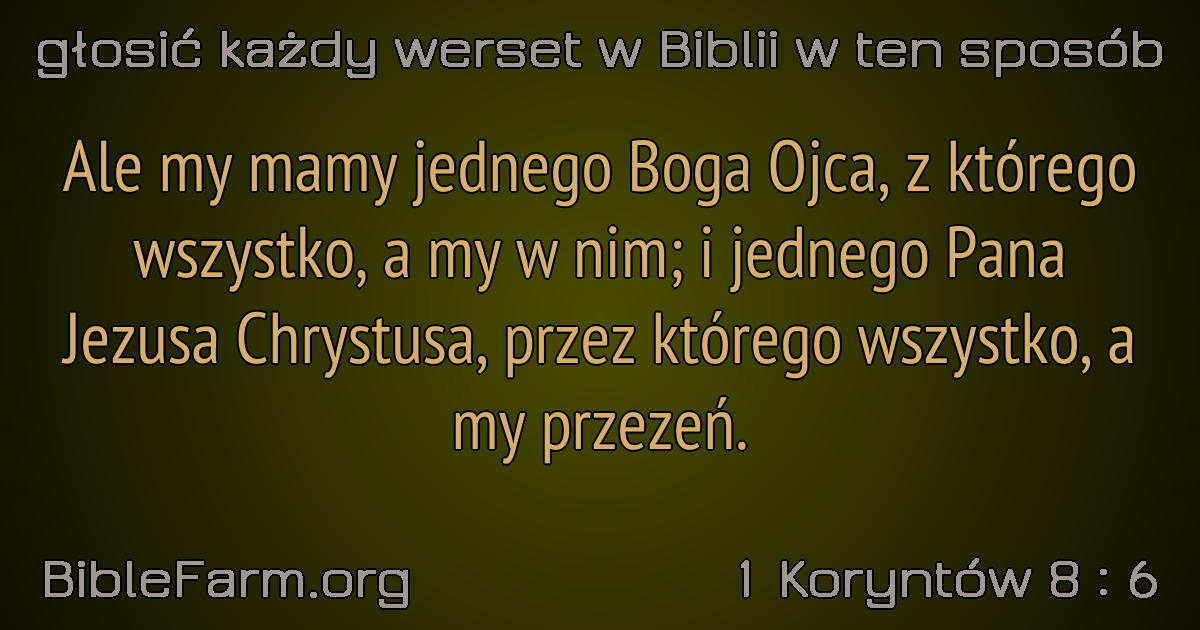 głosić każdy werset w Biblii w ten sposób
Ale my mamy jednego Boga Ojca, z którego
wszystko, a my w nim; i jednego Pana
Jezusa Chrystusa, przez którego wszystko, a
my przezeń.
BibleFarm.org
1 Koryntów 8 : 6